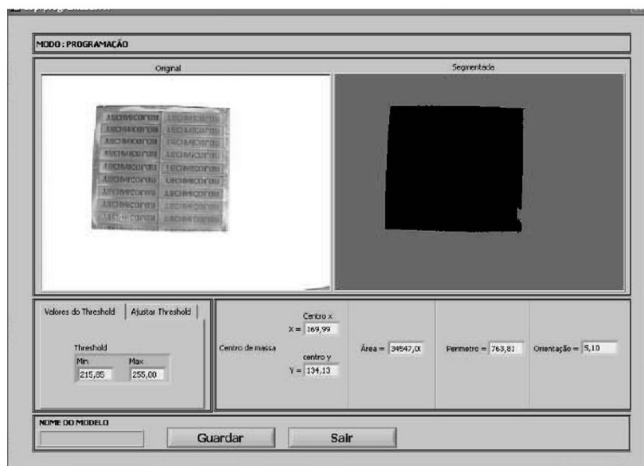 MODO : PROGRAMAÇÃO
Original
Segmentada
Valores do Threshold
Ajustar Threshold
Threshold
Min
Max
215,85
255,00
Centro de massa
Centro x
X = 169,99
centro y
Y = 134,13
Área = 34547,0(
Perimetro = 763,81
Orientação = 5,10
NOME DO MODELO
Guardar
Sair